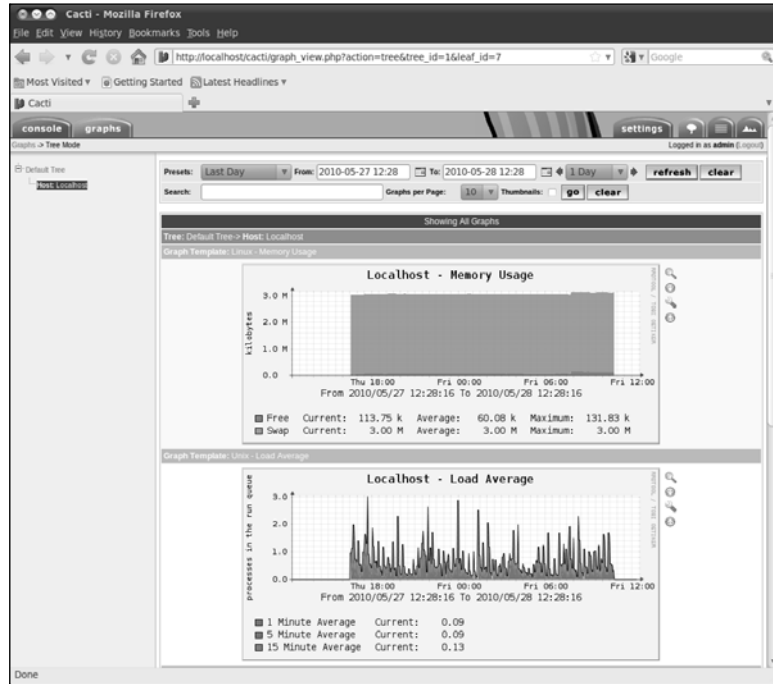 Cacti - Mozilla Firefox
File Edit View History Bookmarks Tools Help
http://localhost/cacti/graph_view.php?action=tree&tree_id=1&leaf_id=7
Google
Most Visited Getting Started Latest Headlines
Cacti
console graphs settings
Graphs -> Tree Mode Logged in as admin (Logout)
Default Tree
Host: Localhost
Presets: Last Day From: 2010-05-27 12:28 To: 2010-05-28 12:28 1 Day refresh clear
Search: Graphs per Page: 10 Thumbnails: go clear
Showing All Graphs
Tree: Default Tree-> Host: Localhost
Graph Template: Linux - Memory Usage
Localhost - Memory Usage
RRDTOOL / TOBI OETIKER
kilobytes
3.0 M
2.0 M
1.0 M
0.0
Thu 18:00 Fri 00:00 Fri 06:00 Fri 12:00
From 2010/05/27 12:28:16 To 2010/05/28 12:28:16
Free Current: 113.75 k Average: 60.08 k Maximum: 131.83 k
Swap Current: 3.00 M Average: 3.00 M Maximum: 3.00 M
Graph Template: Unix - Load Average
Localhost - Load Average
RRDTOOL / TOBI OETIKER
processes in the run queue
3.0
2.0
1.0
0.0
Thu 18:00 Fri 00:00 Fri 06:00 Fri 12:00
From 2010/05/27 12:28:16 To 2010/05/28 12:28:16
1 Minute Average Current: 0.09
5 Minute Average Current: 0.09
15 Minute Average Current: 0.13
Done